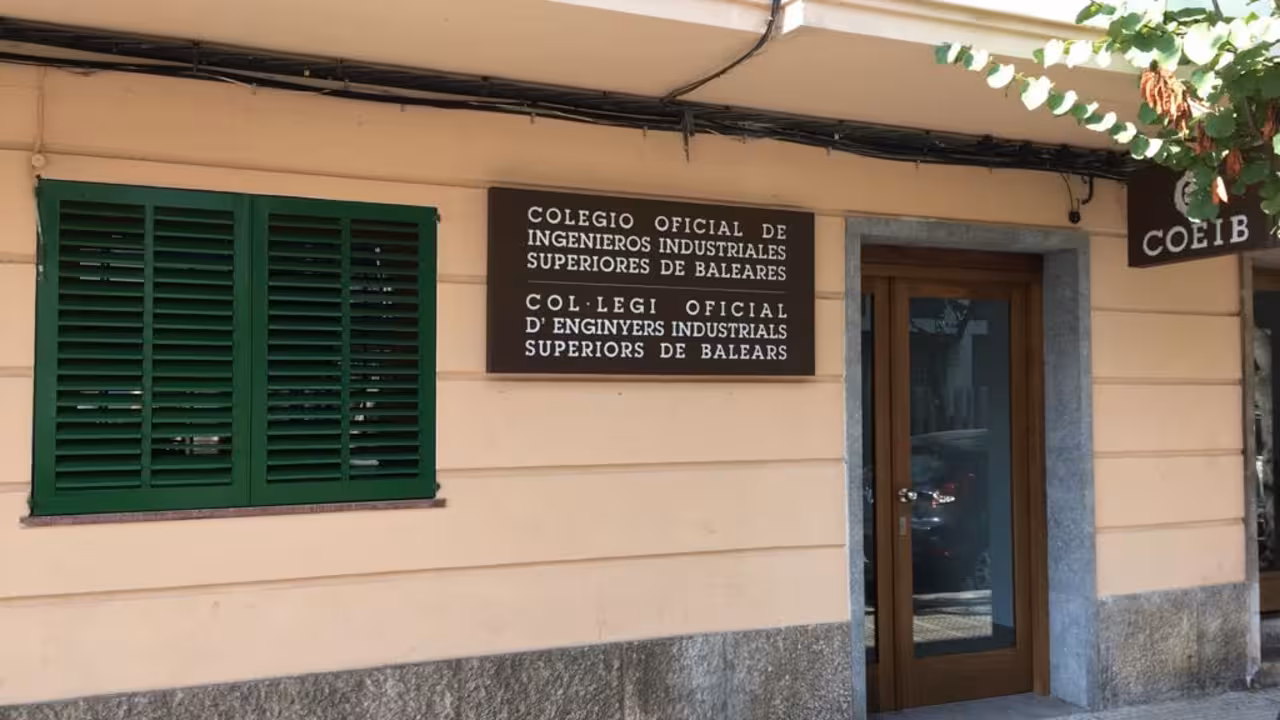 COLEGIO OFICIAL DE
INGENIEROS INDUSTRIALES
SUPERIORES DE BALEARES
COL·LEGI OFICIAL
D' ENGINYERS INDUSTRIALS
SUPERIORS DE BALEARS
COEIB